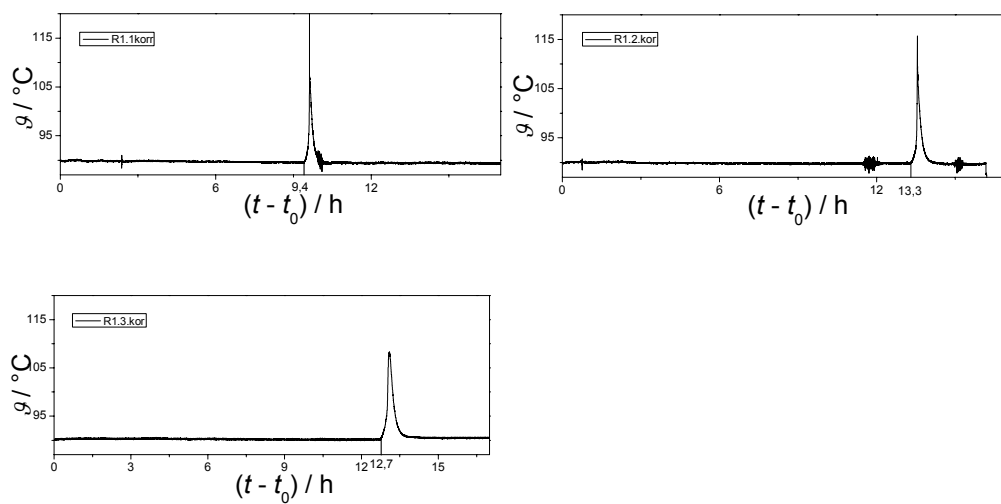 R1.1korr
ϑ / °C
115
105
95
0
6
9,4
12
(t - t0) / h
R1.2.kor
ϑ / °C
115
105
95
0
6
12
13,3
(t - t0) / h
R1.3.kor
ϑ / °C
115
105
95
0
3
6
9
12
12,7
15
(t - t0) / h